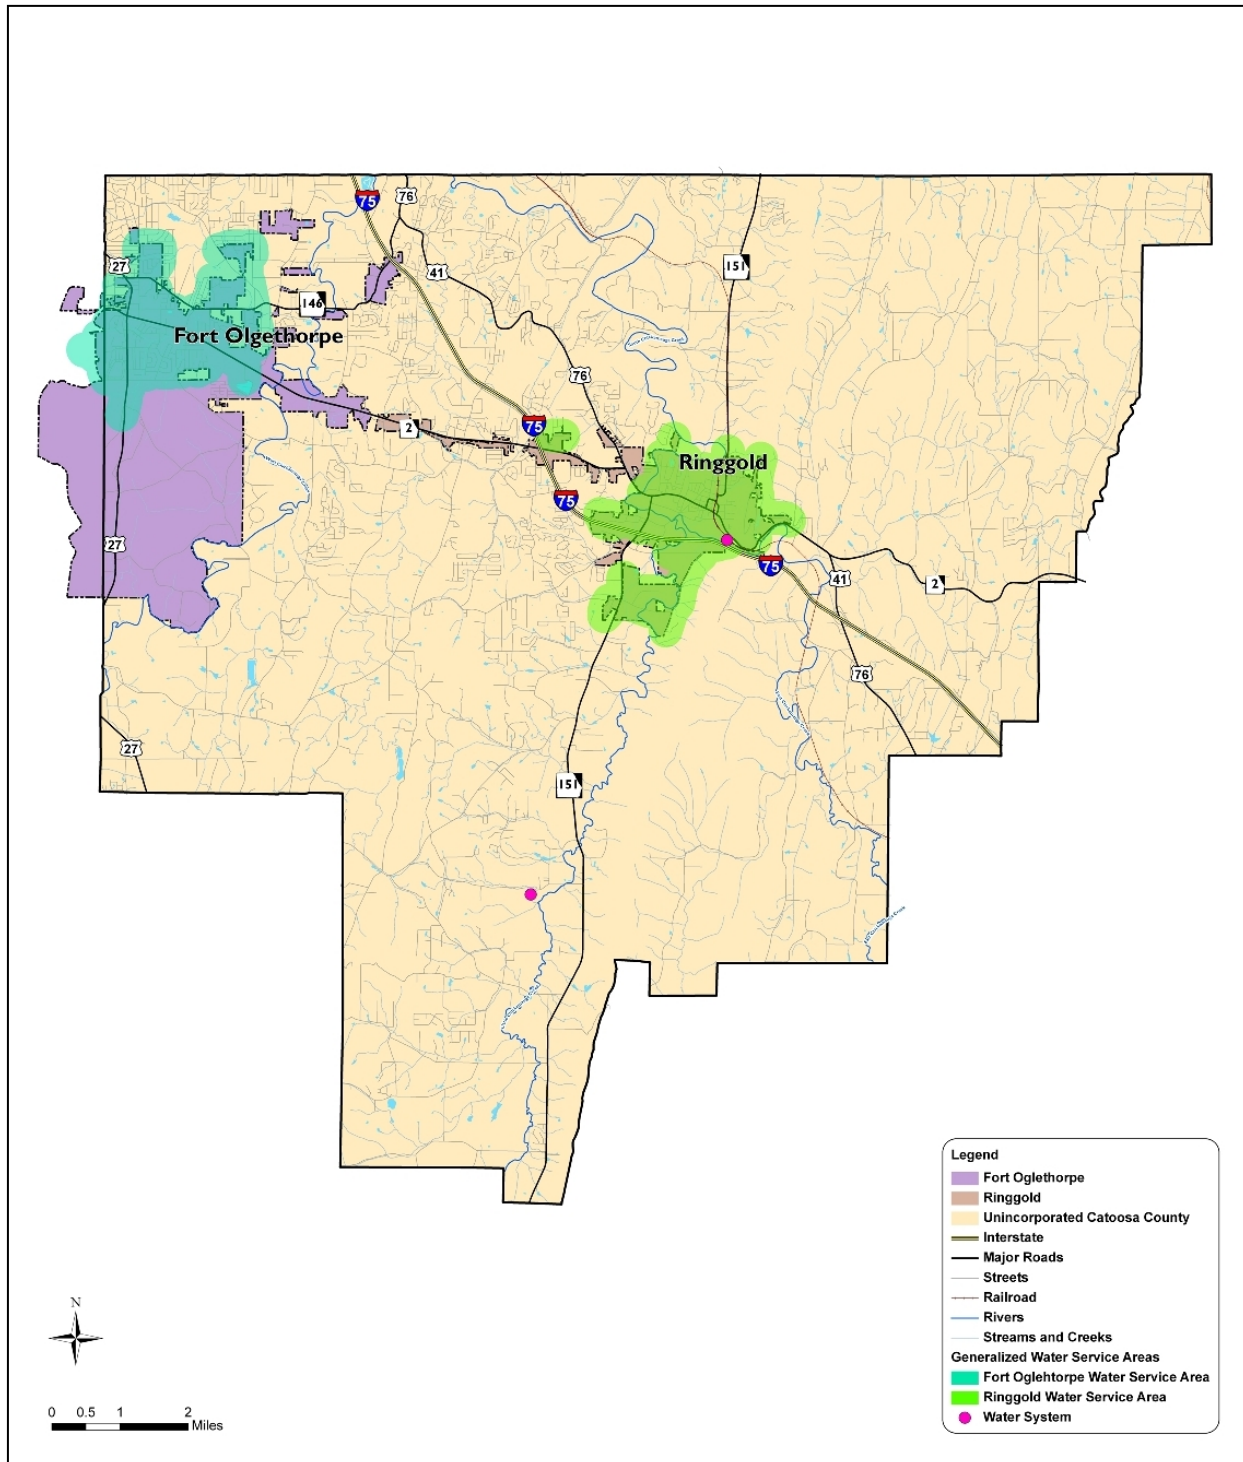 75
76
27
41
151
146
Fort Olgethorpe
76
2
75
Ringgold
75
27
75
41
2
76
27
151
N
0 0.5 1 2
Miles
Legend
Fort Oglethorpe
Ringgold
Unincorporated Catoosa County
Interstate
Major Roads
Streets
Railroad
Rivers
Streams and Creeks
Generalized Water Service Areas
Fort Oglehtorpe Water Service Area
Ringgold Water Service Area
Water System